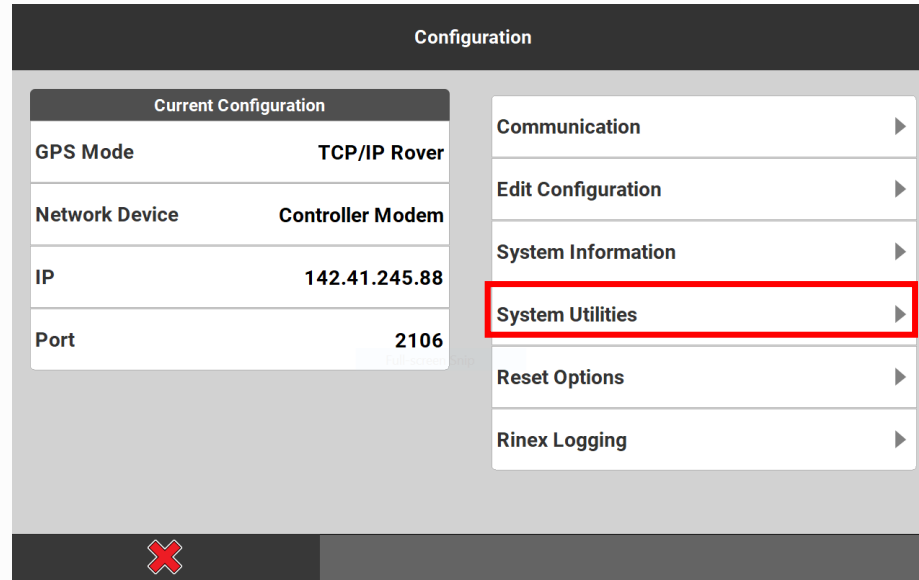 Configuration
Current Configuration
GPS Mode TCP/IP Rover
Network Device Controller Modem
IP 142.41.245.88
Port 2106
Communication
Edit Configuration
System Information
System Utilities
Reset Options
Rinex Logging